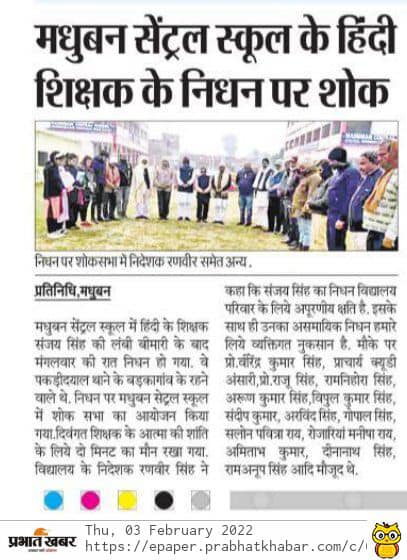 मधुबन सेंट्रल स्कूल के हिंदी
शिक्षक के निधन पर शोक
निधन पर शोकसभा में निदेशक रणवीर समेत अन्य.
प्रतिनिधि,मधुबन
मधुबन सेंट्रल स्कूल में हिंदी के शिक्षक
संजय सिंह की लंबी बीमारी के बाद
मंगलवार की रात निधन हो गया. वे
पकड़ीदयाल थाने के बड़कागांव के रहने
वाले थे. निधन पर मधुबन सेंट्रल स्कूल
में शोक सभा का आयोजन किया
गया.दिवंगत शिक्षक के आत्मा की शांति
के लिये दो मिनट का मौन रखा गया.
विद्यालय के निदेशक रणवीर सिंह ने
कहा कि संजय सिंह का निधन विद्यालय
परिवार के लिये अपूरणीय क्षति है. इसके
साथ ही उनका असमायिक निधन हमारे
लिये व्यक्तिगत नुकसान है. मौके पर
प्रो.वीरेंद्र कुमार सिंह, प्राचार्य क्यूडी
अंसारी,प्रो.राजू सिंह, रामनिहोरा सिंह,
अरूण कुमार सिंह,विपुल कुमार सिंह,
संदीप कुमार, अरविंद सिंह, गोपाल सिंह,
सलोन पवित्रा राय, रोजारियां मनीषा राय,
अमिताभ कुमार, दीनानाथ सिंह,
रामअनूप सिंह आदि मौजूद थे.
प्रभात खबर
Thu, 03 February 2022
https://epaper.prabhatkhabar.com/c/